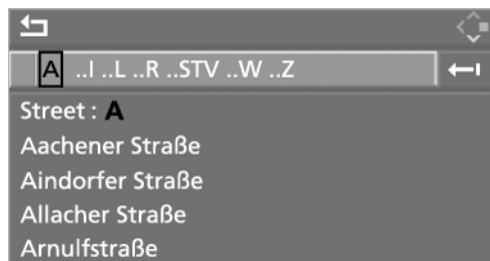 A ..I ..L ..R ..STV ..W ..Z
Street : A
Aachener Straße
Aindorfer Straße
Allacher Straße
Arnulfstraße